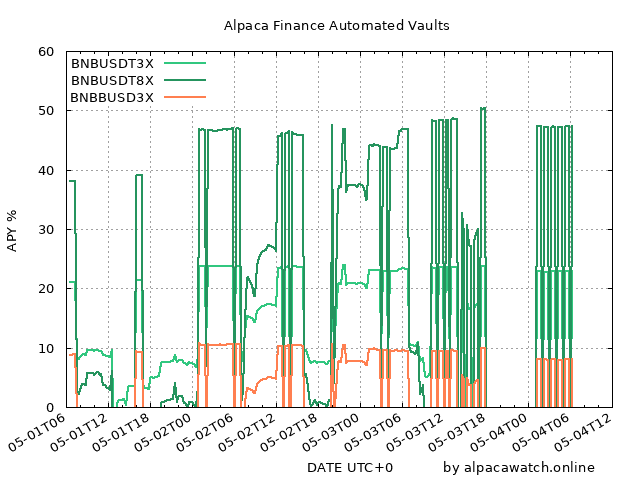 Alpaca Finance Automated Vaults
60
50
40
30
20
10
0
APY %
BNBUSDT3X
BNBUSDT8X
BNBBUSD3X
05-01T06
05-01T12
05-01T18
05-02T00
05-02T06
05-02T12
05-02T18
05-03T00
05-03T06
05-03T12
05-03T18
05-04T00
05-04T06
05-04T12
DATE UTC+0
by alpacawatch.online